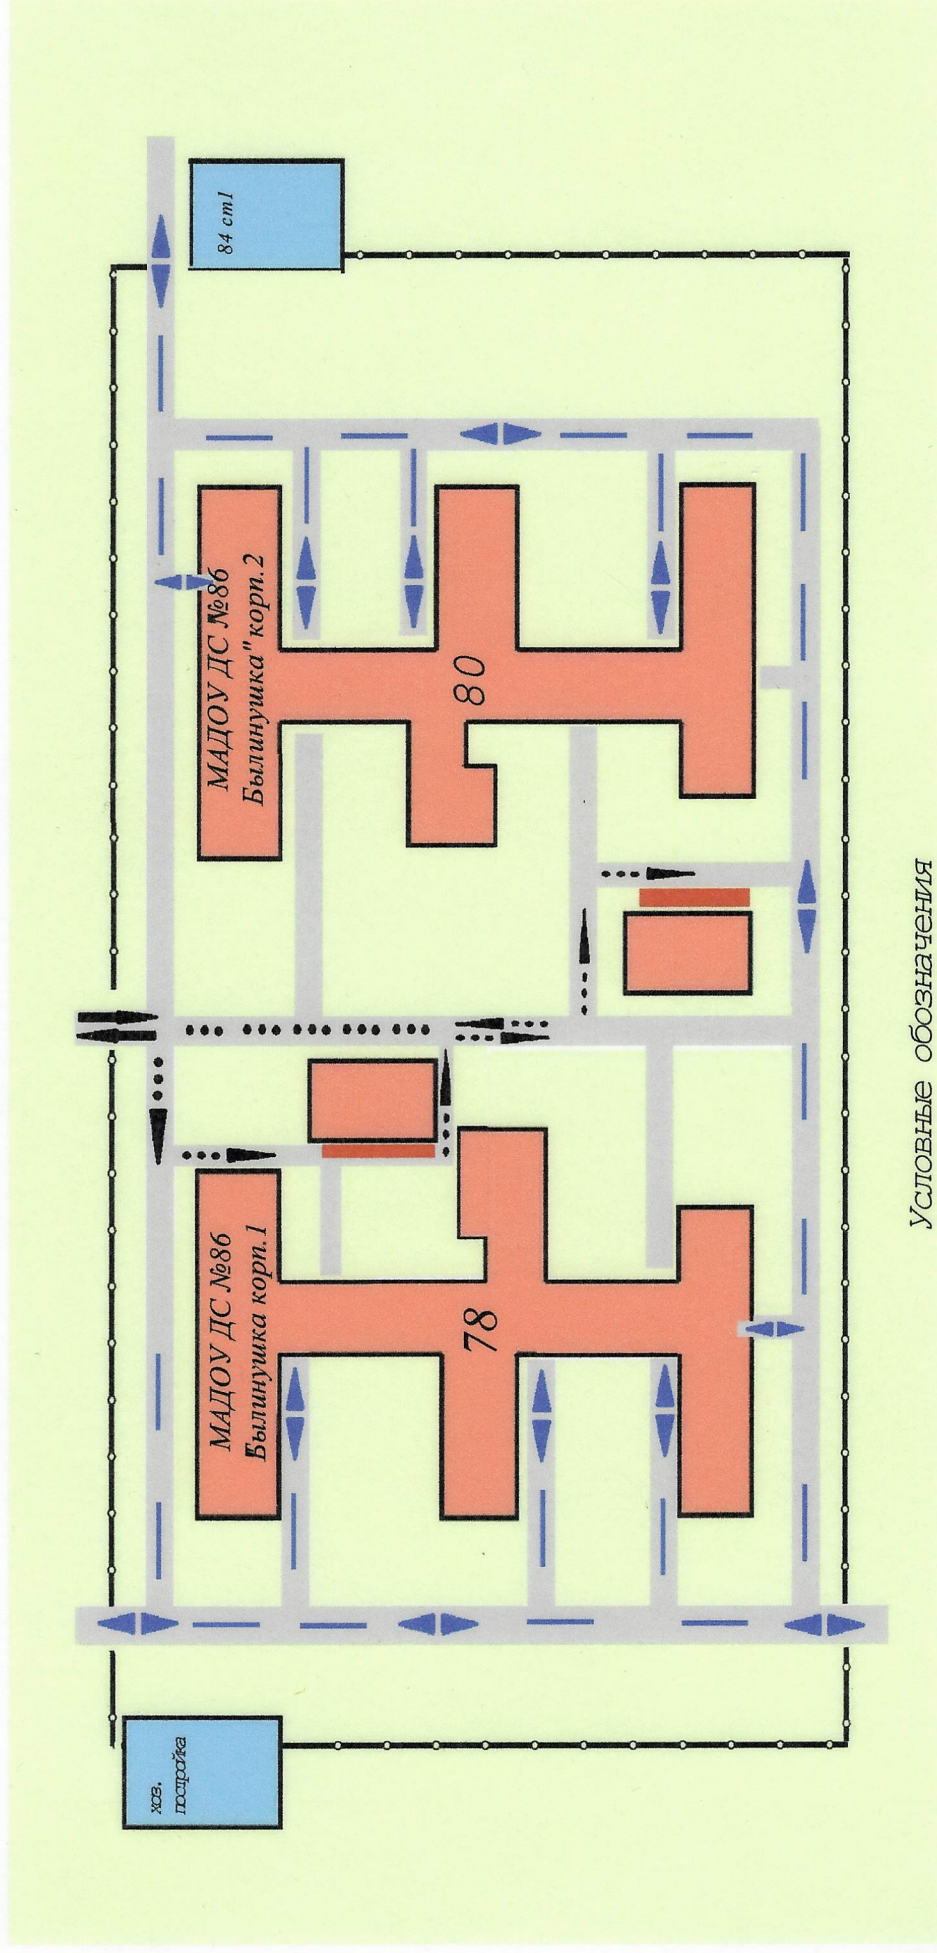 хоз.
постройка
МАДОУ ДС №86
Былинушка корп.1
78
МАДОУ ДС №86
Былинушка" корп.2
80
84 ст1
Условные обозначения